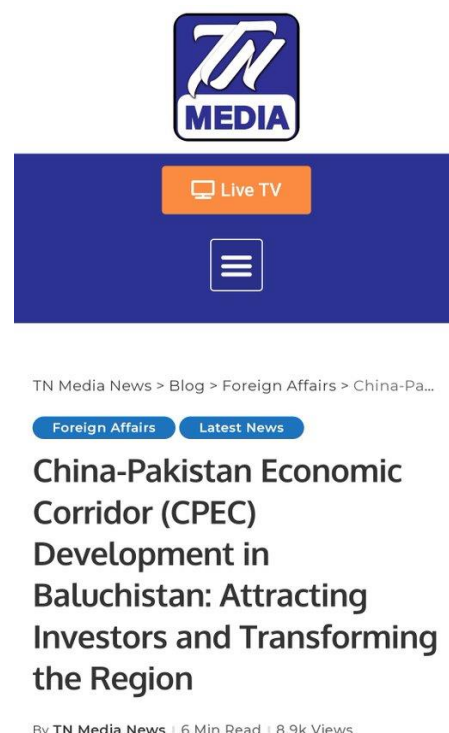 TN
MEDIA
Live TV
TN Media News > Blog > Foreign Affairs > China-Pa...
Foreign Affairs Latest News
China-Pakistan Economic
Corridor (CPEC)
Development in
Baluchistan: Attracting
Investors and Transforming
the Region
By TN Media News | 6 Min Read | 8.9k Views